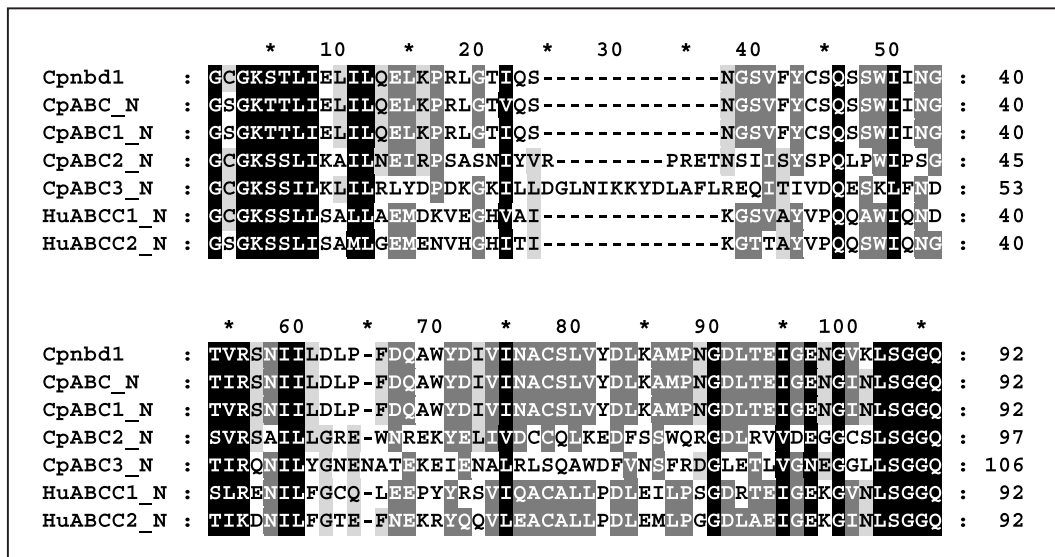 * 10 * 20 * 30 * 40 * 50
Cpnbd1 : GCGKSTLIELILQELKPRLGTIQS-------------NGSVFYCSQSSWIING : 40
CpABC_N : GSGKTTLIELILQELKPRLGTVQS-------------NGSVFYCSQSSWIING : 40
CpABC1_N : GSGKTTLIELILQELKPRLGTIQS-------------NGSVFYCSQSSWIING : 40
CpABC2_N : GCGKSSLIKAILNEIRPSASNIYVR--------PRETNSIISYSPQLPWIPSG : 45
CpABC3_N : GCGKSSILKLILRLYDPDKGKILLDGLNIKKYDLAFLREQITIVDQESKLFND : 53
HuABCC1_N : GCGKSSLLSALLAEMDKVEGHVAI-------------KGSVAYVPQQAWIQND : 40
HuABCC2_N : GSGKSSLISAMLGEMENVHGHITI-------------KGTTAYVPQQSWIQNG : 40
* 60 * 70 * 80 * 90 * 100 *
Cpnbd1 : TVRSNIILDLP-FDQAWYDIVINACSLVYDLKAMPNGDLTEIGENGVKLSGGQ : 92
CpABC_N : TIRSNIILDLP-FDQAWYDIVINACSLVYDLKAMPNGDLTEIGENGINLSGGQ : 92
CpABC1_N : TVRSNIILDLP-FDQAWYDIVINACSLVYDLKAMPNGDLTEIGENGINLSGGQ : 92
CpABC2_N : SVRSAILLGRE-WNREKYELIVDCCQLKEDFSSWQRGDLRVVDEGGCSLSGGQ : 97
CpABC3_N : TIRQNILYGNENATEKEIENALRLSQAWDFVNSFRDGLETLVGNEGGLLSGGQ : 106
HuABCC1_N : SLRENILFGCQ-LEEPYYRSVIQACALLPDLEILPSGDRTEIGEKGVNLSGGQ : 92
HuABCC2_N : TIKDNILFGTE-FNEKRYQQVLEACALLPDLEMLPGGDLAEIGEKGINLSGGQ : 92